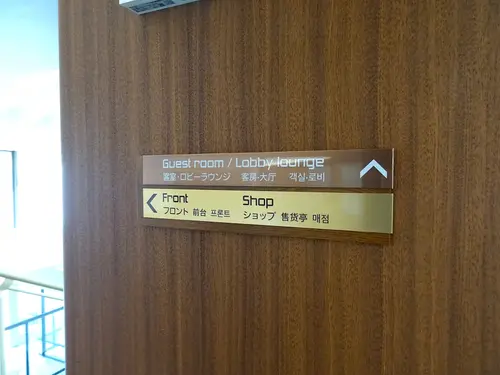 Guest room / Lobby lounge
客室・ロビーラウンジ 客房・大厅 객실・로비
Front Shop
フロント 前台 프론트 ショップ 售货亭 매점